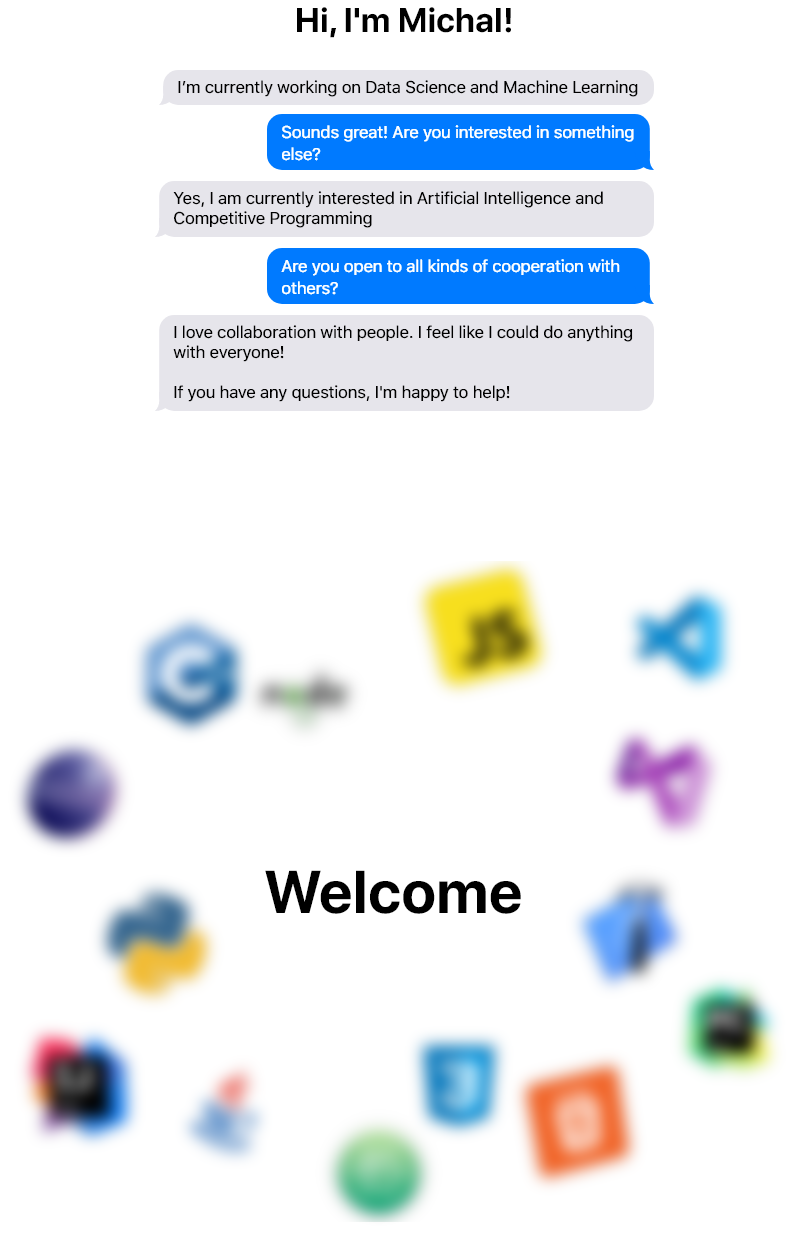 Hi, I'm Michal!
I’m currently working on Data Science and Machine Learning
Sounds great! Are you interested in something
else?
Yes, I am currently interested in Artificial Intelligence and
Competitive Programming
Are you open to all kinds of cooperation with
others?
I love collaboration with people. I feel like I could do anything
with everyone!
If you have any questions, I'm happy to help!
JS
C
node
Welcome